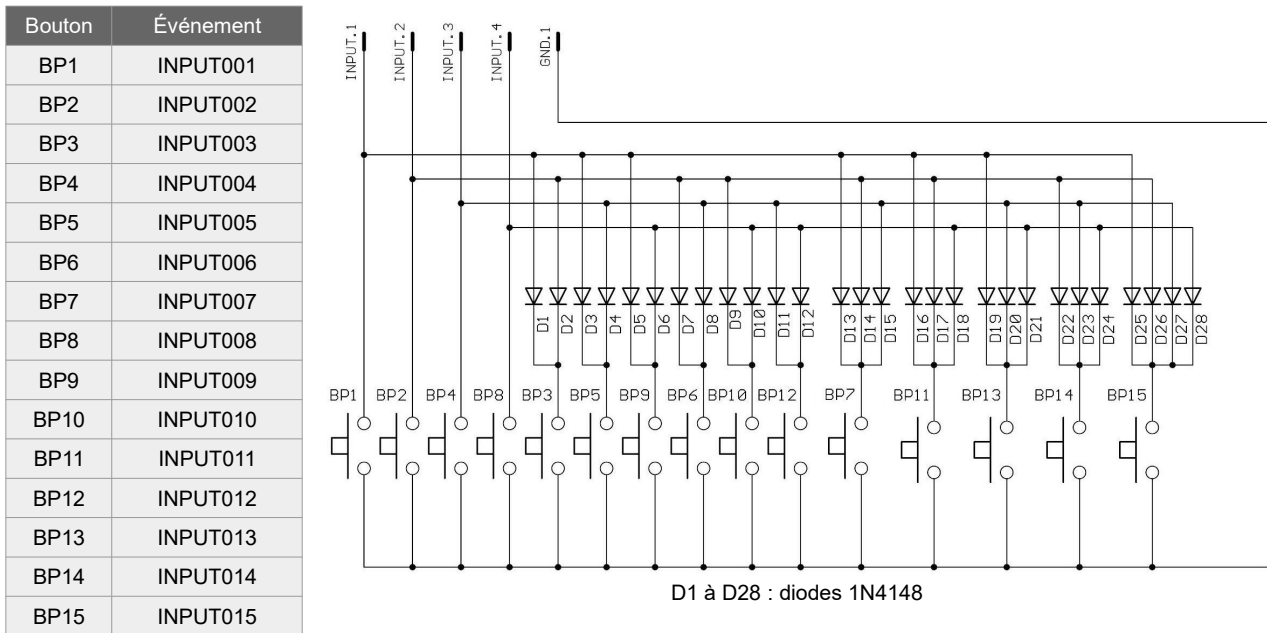 Bouton Événement
BP1 INPUT001
BP2 INPUT002
BP3 INPUT003
BP4 INPUT004
BP5 INPUT005
BP6 INPUT006
BP7 INPUT007
BP8 INPUT008
BP9 INPUT009
BP10 INPUT010
BP11 INPUT011
BP12 INPUT012
BP13 INPUT013
BP14 INPUT014
BP15 INPUT015
INPUT.1 INPUT.2 INPUT.3 INPUT.4 GND.1
D1 D2 D3 D4 D5 D6 D7 D8 D9 D10 D11 D12 D13 D14 D15 D16 D17 D18 D19 D20 D21 D22 D23 D24 D25 D26 D27 D28
BP1 BP2 BP4 BP8 BP3 BP5 BP9 BP6 BP10 BP12 BP7 BP11 BP13 BP14 BP15
D1 à D28 : diodes 1N4148